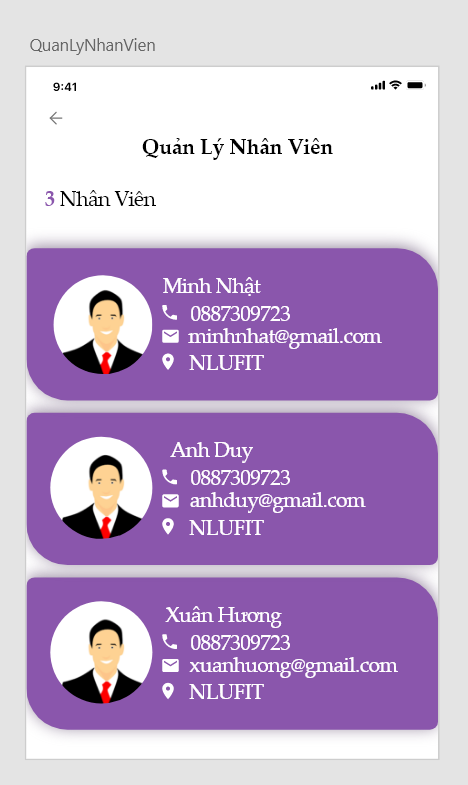 QuanLyNhanVien
9:41
Quản Lý Nhân Viên
3 Nhân Viên
Minh Nhật
0887309723
minhnhat@gmail.com
NLUFIT
Anh Duy
0887309723
anhduy@gmail.com
NLUFIT
Xuân Hương
0887309723
xuanhuong@gmail.com
NLUFIT